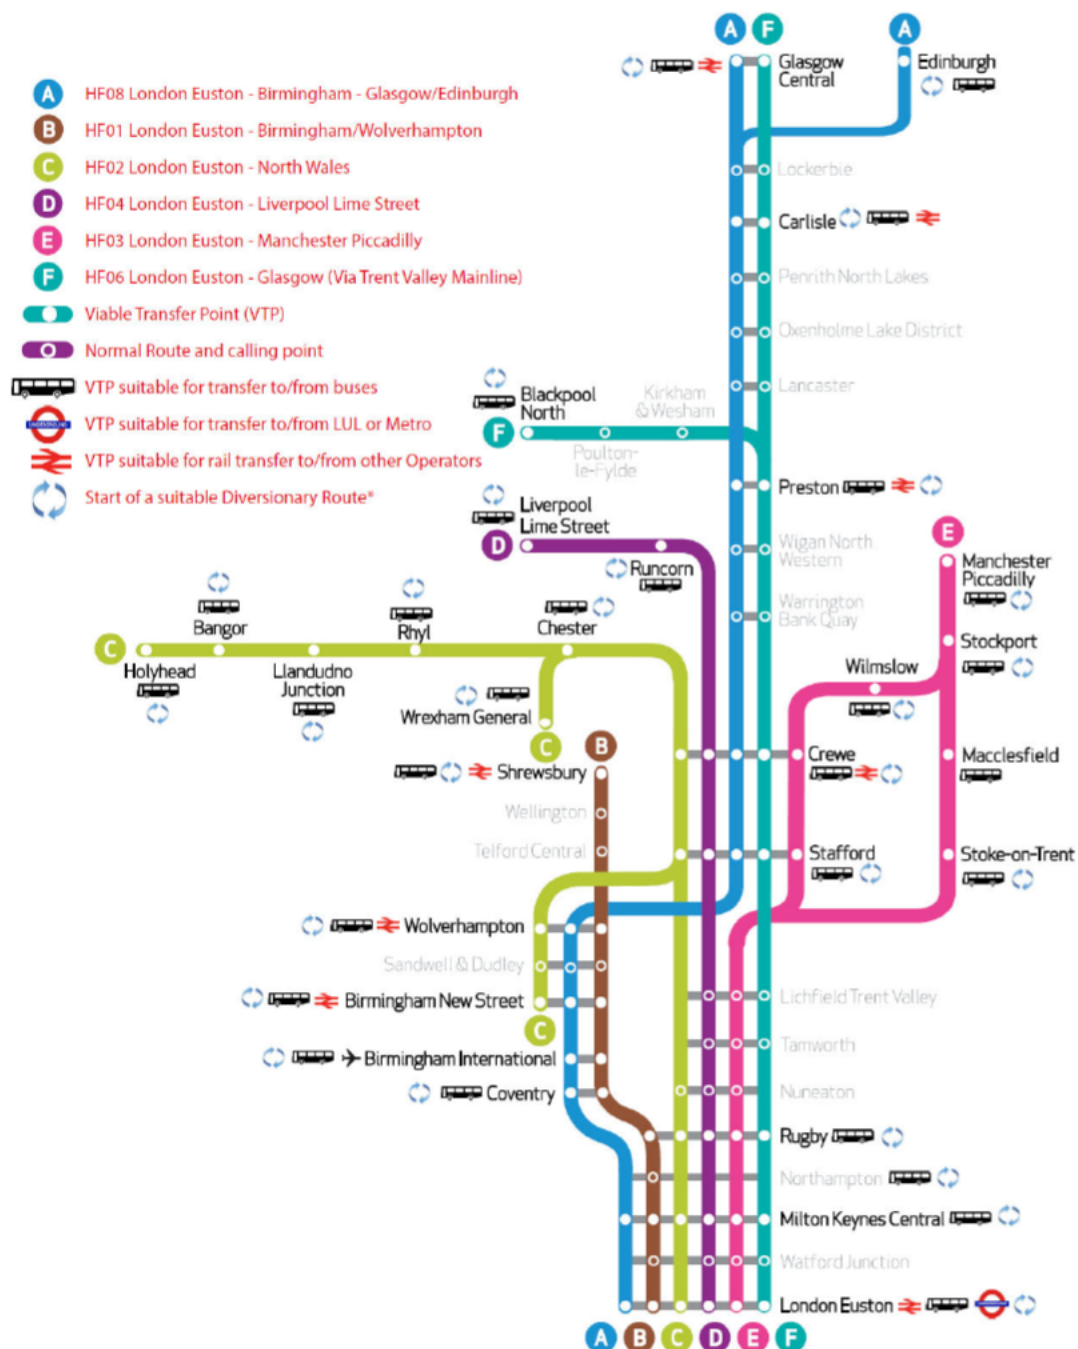 A
F
A
Glasgow
Central
Edinburgh
A HF08 London Euston - Birmingham - Glasgow/Edinburgh
B HF01 London Euston - Birmingham/Wolverhampton
C HF02 London Euston - North Wales
D HF04 London Euston - Liverpool Lime Street
E HF03 London Euston - Manchester Piccadilly
F HF06 London Euston - Glasgow (Via Trent Valley Mainline)
Viable Transfer Point (VTP)
Normal Route and calling point
VTP suitable for transfer to/from buses
UNDERGROUND VTP suitable for transfer to/from LUL or Metro
VTP suitable for rail transfer to/from other Operators
Start of a suitable Diversionary Route*
Lockerbie
Carlisle
Penrith North Lakes
Oxenholme Lake District
Lancaster
Blackpool
North
Kirkham
& Wesham
F
Poulton-
le-Fylde
Preston
Liverpool
Lime Street
D
Runcorn
Wigan North
Western
Warrington
Bank Quay
E
Manchester
Piccadilly
Stockport
Wilmslow
Bangor
Rhyl
Chester
C
Holyhead
Llandudno
Junction
Wrexham General
C
B
Shrewsbury
Crewe
Macclesfield
Wellington
Telford Central
Stafford
Stoke-on-Trent
Wolverhampton
Sandwell & Dudley
Birmingham New Street
C
Lichfield Trent Valley
Tamworth
Birmingham International
Coventry
Nuneaton
Rugby
Northampton
Milton Keynes Central
Watford Junction
London Euston
A B C D E F